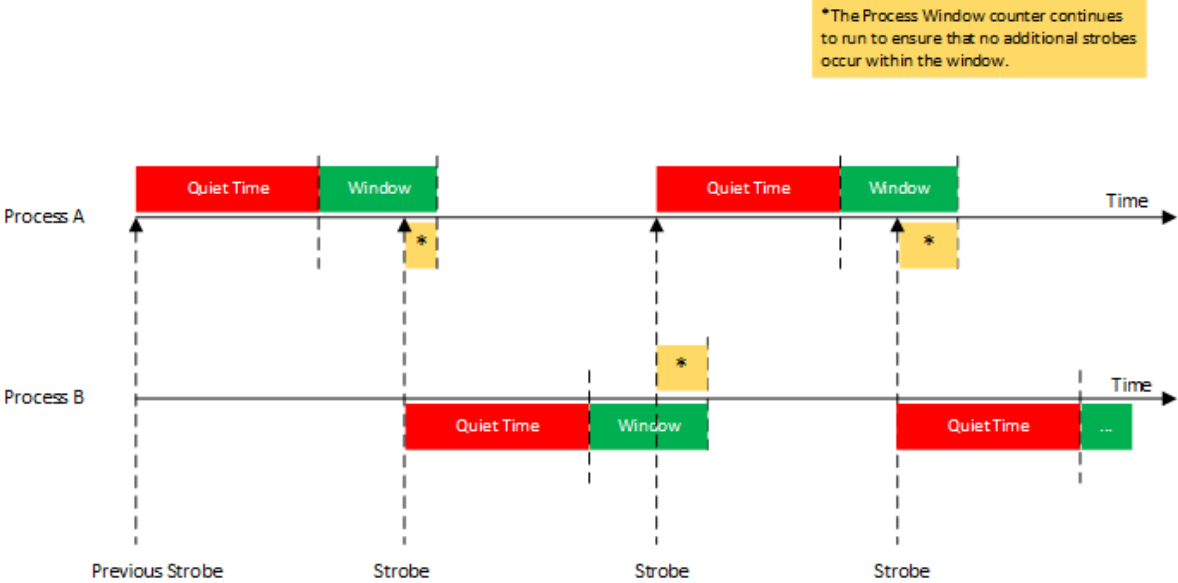 *The Process Window counter continues
to run to ensure that no additional strobes
occur within the window.
Quiet Time
Window
Quiet Time
Window
Time
Process A
*
*
*
Time
Process B
Quiet Time
Window
Quiet Time
...
Previous Strobe
Strobe
Strobe
Strobe